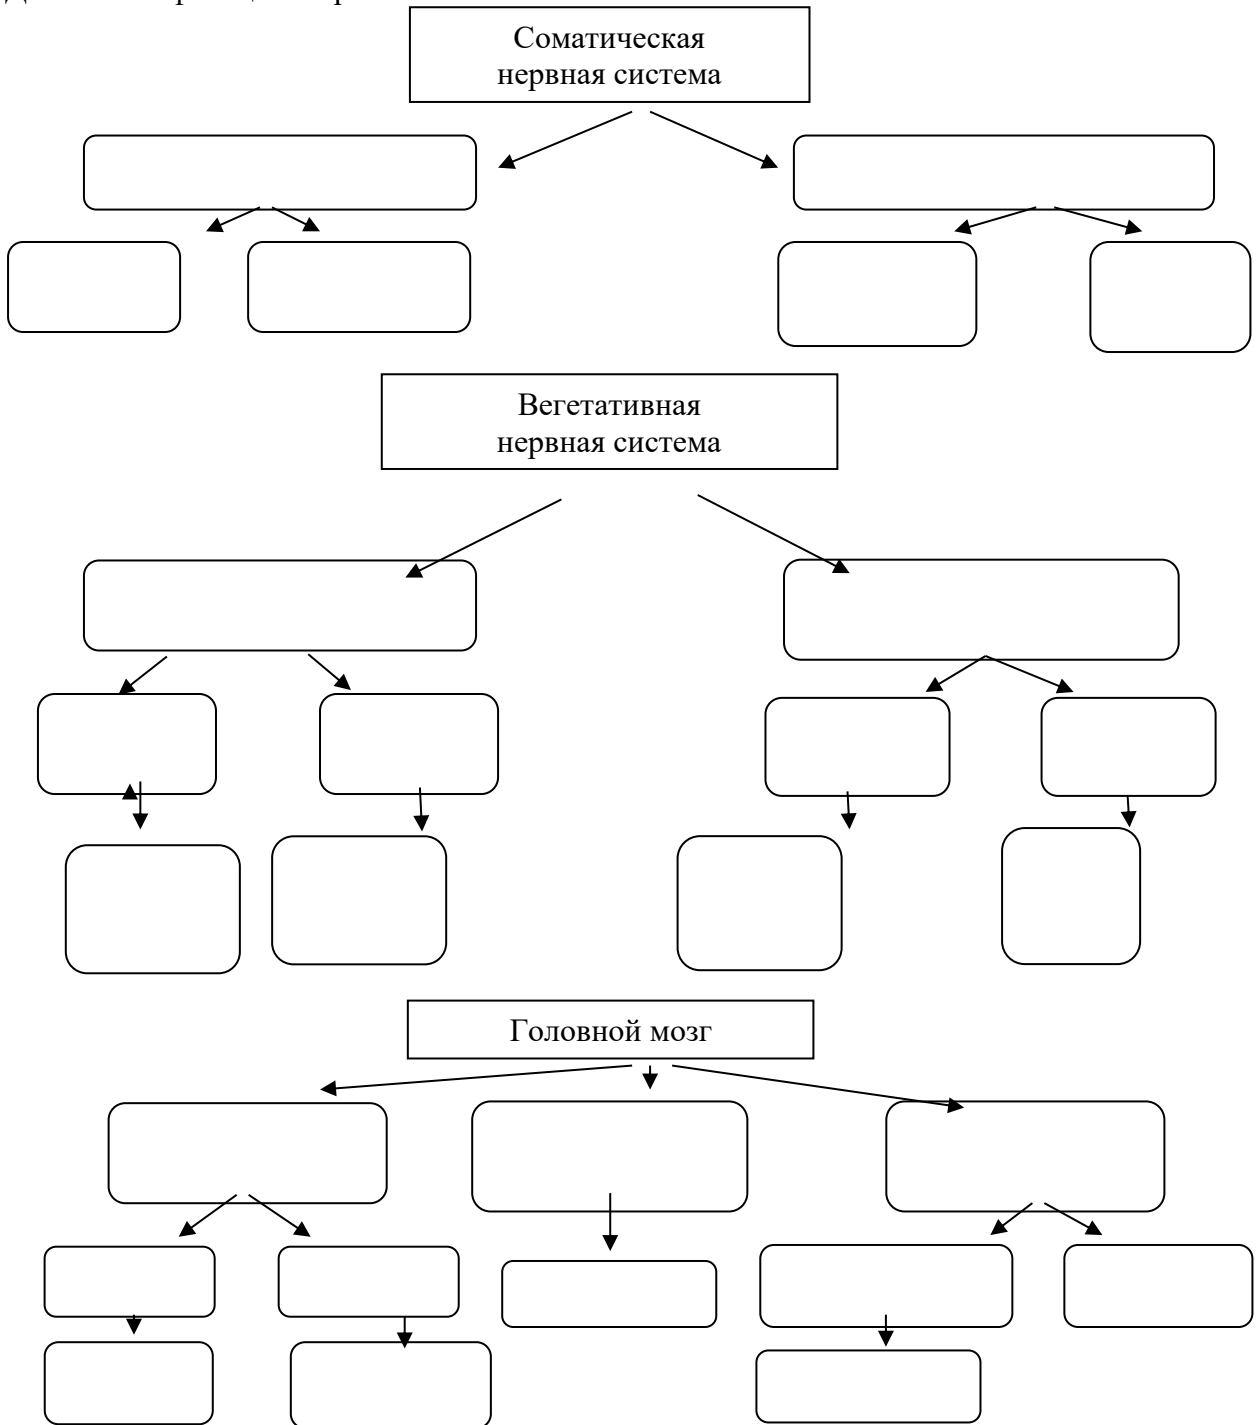 Соматическая
нервная система
Вегетативная
нервная система
Головной мозг